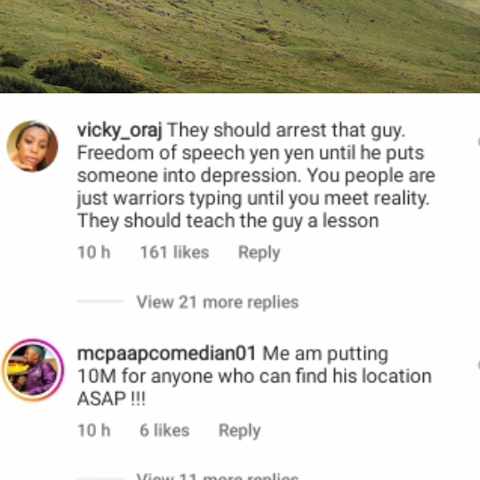 vicky_oraj They should arrest that guy.
Freedom of speech yen yen until he puts
someone into depression. You people are
just warriors typing until you meet reality.
They should teach the guy a lesson
10 h 161 likes Reply
View 21 more replies
mcpaapcomedian01 Me am putting
10M for anyone who can find his location
ASAP !!!
10 h 6 likes Reply
View 11 more replies